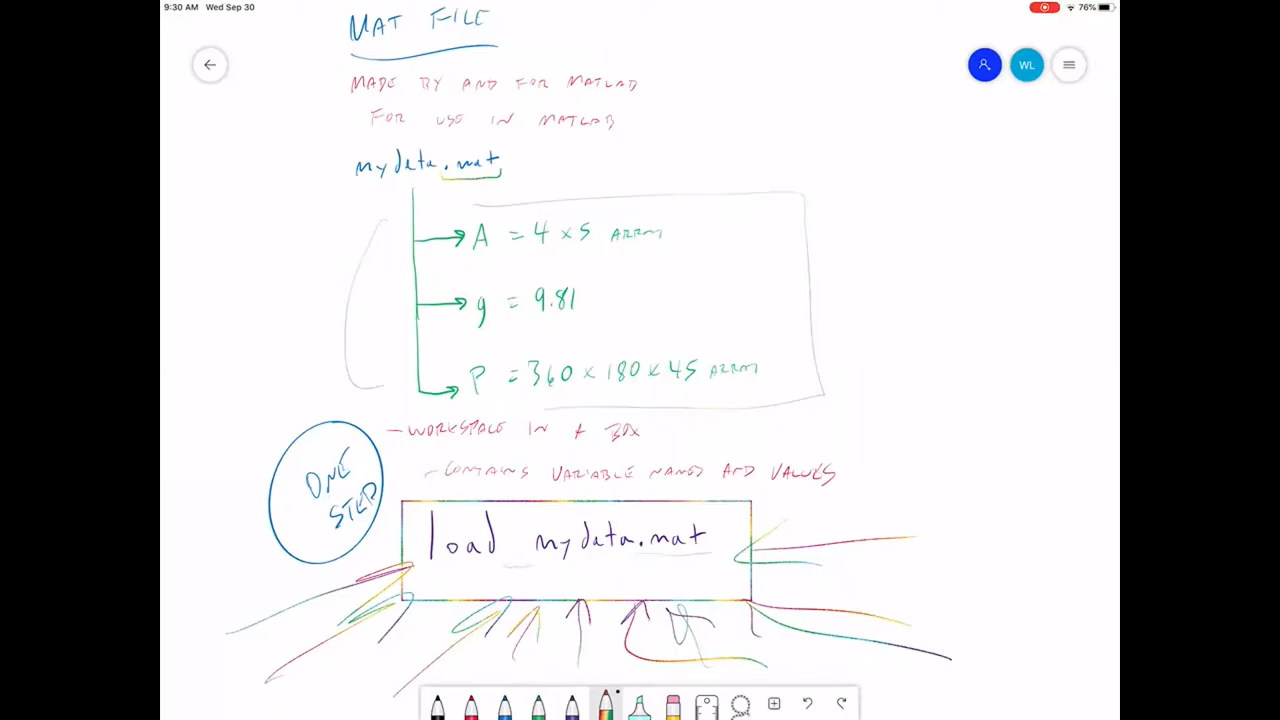 9:30 AM Wed Sep 30
76%
MAT FILE
WL
MADE BY AND FOR MATLAB
FOR USE IN MATLAB
mydata.mat
A = 4 × 5 ARRAY
g = 9.81
P = 360 × 180 × 45 ARRAY
- WORKSPACE IN A BOX
- CONTAINS VARIABLE NAMES AND VALUES
ONE
STEP
load mydata.mat